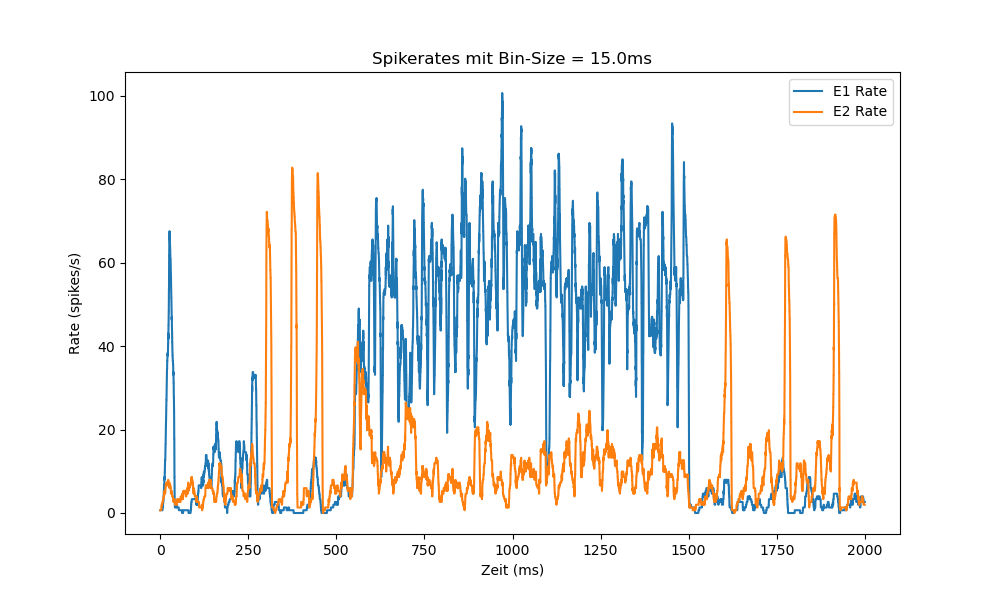 Spikerates mit Bin-Size = 15.0ms
E1 Rate
E2 Rate
100
80
60
40
20
0
Rate (spikes/s)
0 250 500 750 1000 1250 1500 1750 2000
Zeit (ms)